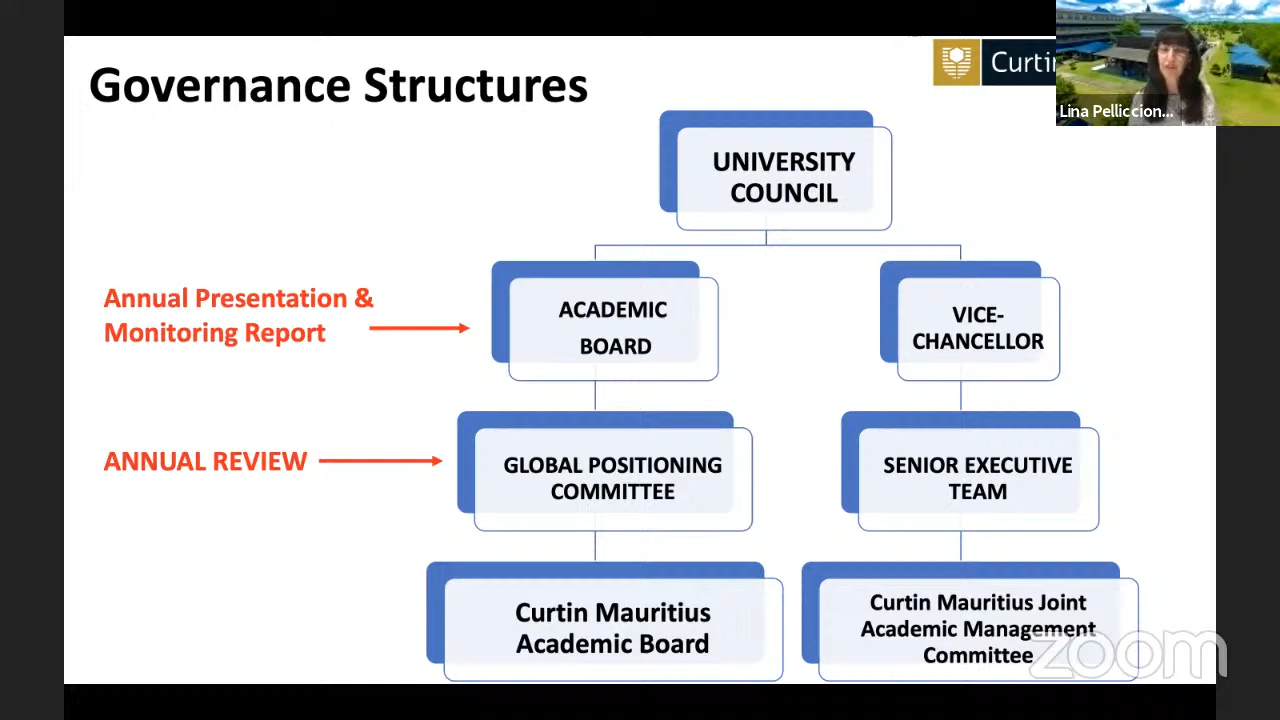 Governance Structures
Curtin
Lina Pelliccion...
UNIVERSITY
COUNCIL
Annual Presentation &
Monitoring Report
ACADEMIC
BOARD
VICE-
CHANCELLOR
ANNUAL REVIEW
GLOBAL POSITIONING
COMMITTEE
SENIOR EXECUTIVE
TEAM
Curtin Mauritius
Academic Board
Curtin Mauritius Joint
Academic Management
Committee
zoom